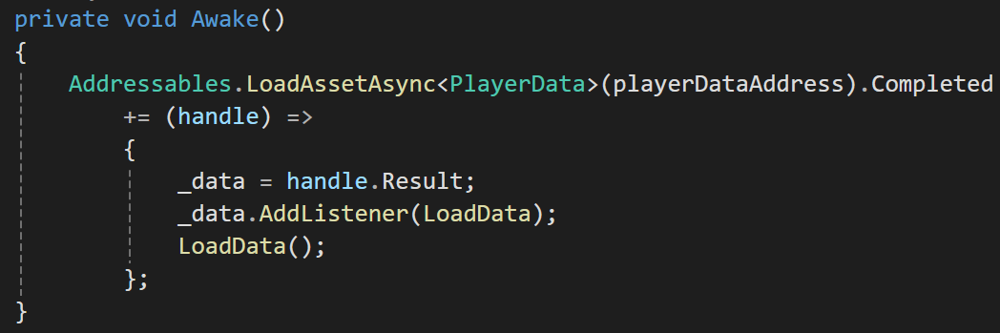 private void Awake()
{
    Addressables.LoadAssetAsync<PlayerData>(playerDataAddress).Completed
        += (handle) =>
        {
            _data = handle.Result;
            _data.AddListener(LoadData);
            LoadData();
        };
}